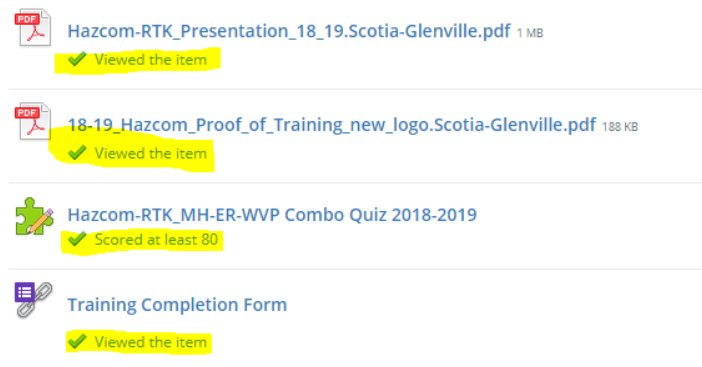 PDF
Hazcom-RTK_Presentation_18_19.Scotia-Glenville.pdf 1 MB
Viewed the item
PDF
18-19_Hazcom_Proof_of_Training_new_logo.Scotia-Glenville.pdf 188 KB
Viewed the item
Hazcom-RTK_MH-ER-WVP Combo Quiz 2018-2019
Scored at least 80
Training Completion Form
Viewed the item